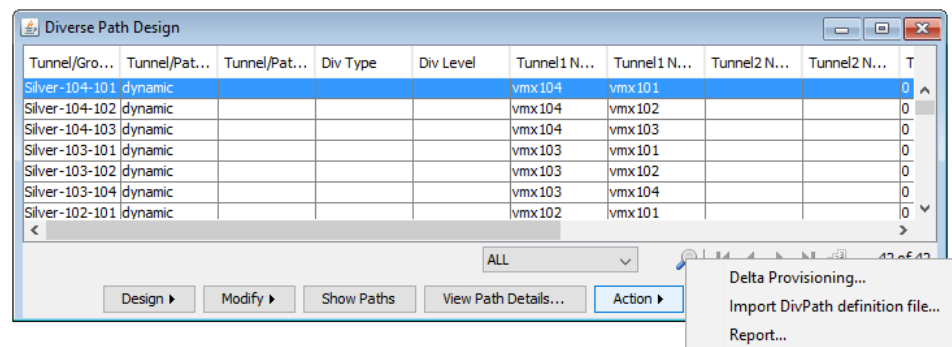 Diverse Path Design
Tunnel/Gro... Tunnel/Pat... Tunnel/Pat... Div Type Div Level Tunnel1 N... Tunnel1 N... Tunnel2 N... Tunnel2 N... T
Silver-104-101 dynamic vmx104 vmx101 0
Silver-104-102 dynamic vmx104 vmx102 0
Silver-104-103 dynamic vmx104 vmx103 0
Silver-103-101 dynamic vmx103 vmx101 0
Silver-103-102 dynamic vmx103 vmx102 0
Silver-103-104 dynamic vmx103 vmx104 0
Silver-102-101 dynamic vmx102 vmx101 0
ALL 42 of 42
Design Modify Show Paths View Path Details... Action
Delta Provisioning...
Import DivPath definition file...
Report...